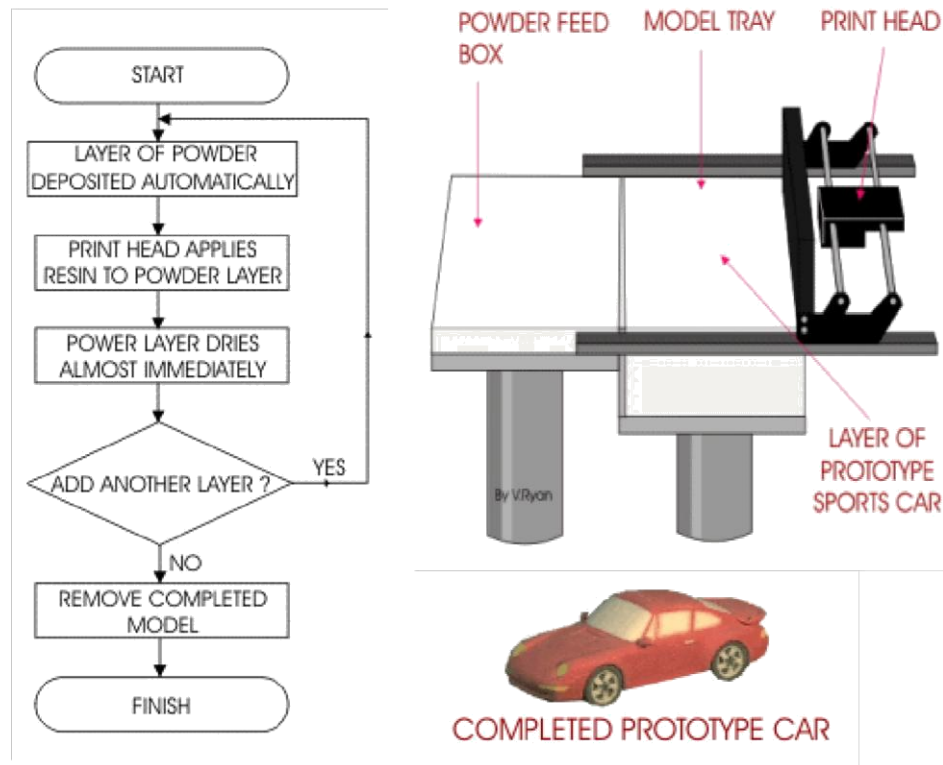 START
LAYER OF POWDER
DEPOSITED AUTOMATICALLY
PRINT HEAD APPLIES
RESIN TO POWDER LAYER
POWER LAYER DRIES
ALMOST IMMEDIATELY
ADD ANOTHER LAYER ?
YES
NO
REMOVE COMPLETED
MODEL
FINISH
POWDER FEED
BOX
MODEL TRAY
PRINT HEAD
LAYER OF
PROTOTYPE
SPORTS CAR
By V.Ryan
COMPLETED PROTOTYPE CAR